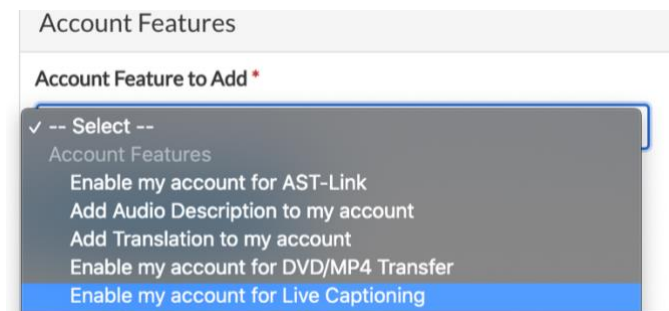 Account Features
Account Feature to Add *
✓ -- Select --
Account Features
Enable my account for AST-Link
Add Audio Description to my account
Add Translation to my account
Enable my account for DVD/MP4 Transfer
Enable my account for Live Captioning